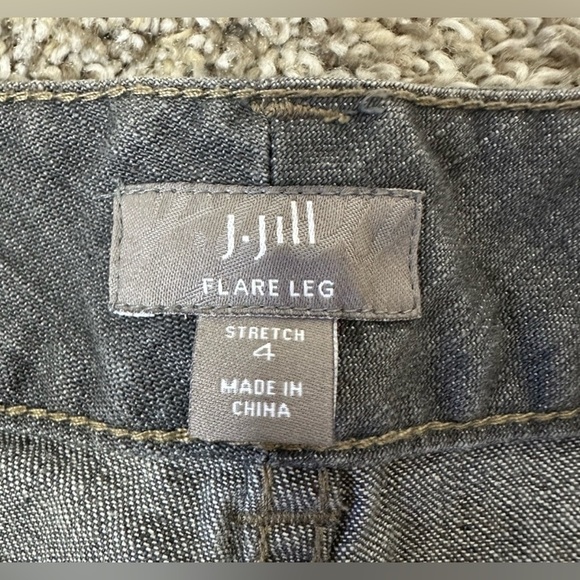 J.Jill
FLARE LEG
STRETCH
4
MADE IN
CHINA